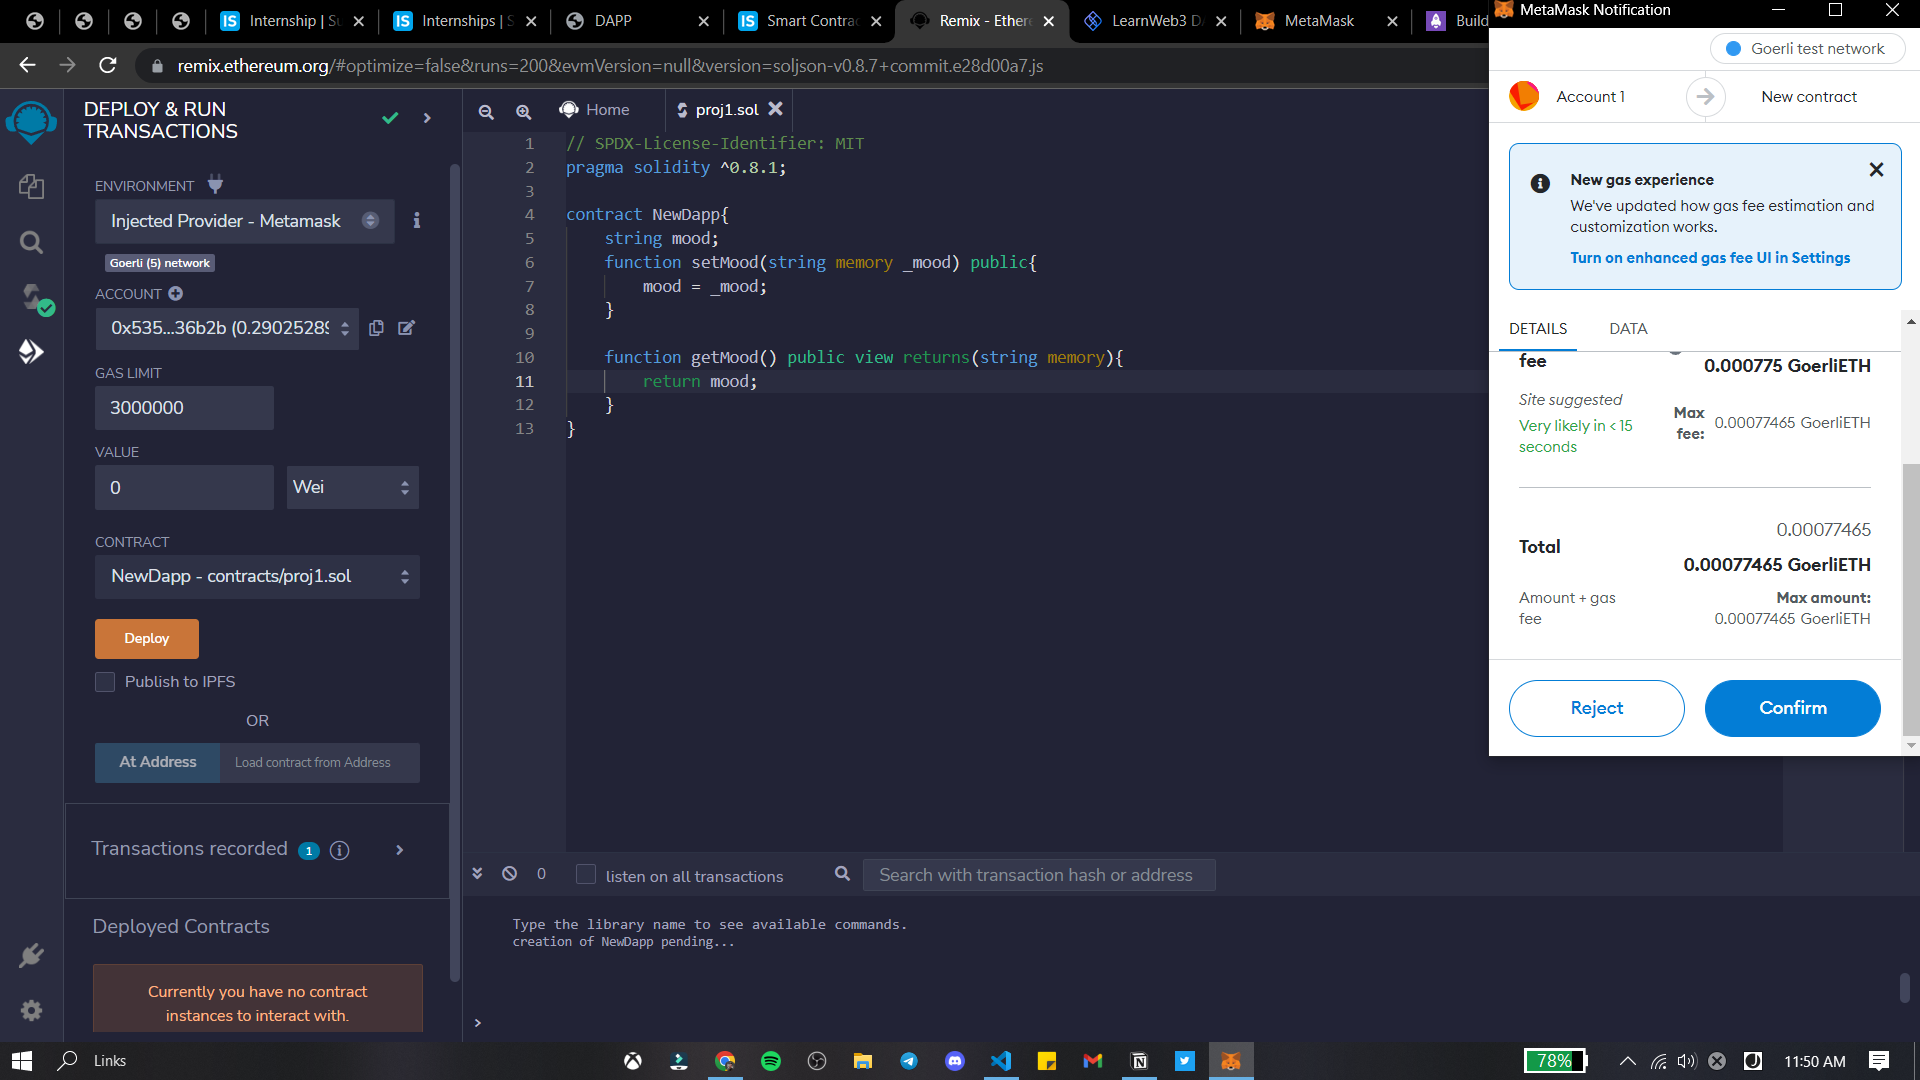 Internship | Su
Internships | S
DAPP
Smart Contrac
Remix - Ethere
LearnWeb3 D
MetaMask
Build
remix.ethereum.org/#optimize=false&runs=200&evmVersion=null&version=soljson-v0.8.7+commit.e28d00a7.js
DEPLOY & RUN
TRANSACTIONS
ENVIRONMENT
Injected Provider - Metamask
Goerli (5) network
ACCOUNT
0x535...36b2b (0.29025289
GAS LIMIT
3000000
VALUE
0
Wei
CONTRACT
NewDapp - contracts/proj1.sol
Deploy
Publish to IPFS
OR
At Address
Load contract from Address
Transactions recorded 1
Deployed Contracts
Currently you have no contract
instances to interact with.
Home
proj1.sol
1 // SPDX-License-Identifier: MIT
2 pragma solidity ^0.8.1;
3
4 contract NewDapp{
5 string mood;
6 function setMood(string memory _mood) public{
7 mood = _mood;
8 }
9
10 function getMood() public view returns(string memory){
11 return mood;
12 }
13 }
0
listen on all transactions
Search with transaction hash or address
Type the library name to see available commands.
creation of NewDapp pending...
>
MetaMask Notification
Goerli test network
Account 1
New contract
New gas experience
We've updated how gas fee estimation and
customization works.
Turn on enhanced gas fee UI in Settings
DETAILS
DATA
fee
0.000775 GoerliETH
Site suggested
Very likely in < 15
seconds
Max
fee:
0.00077465 GoerliETH
0.00077465
Total
0.00077465 GoerliETH
Amount + gas
fee
Max amount:
0.00077465 GoerliETH
Reject
Confirm
Links
78%
11:50 AM